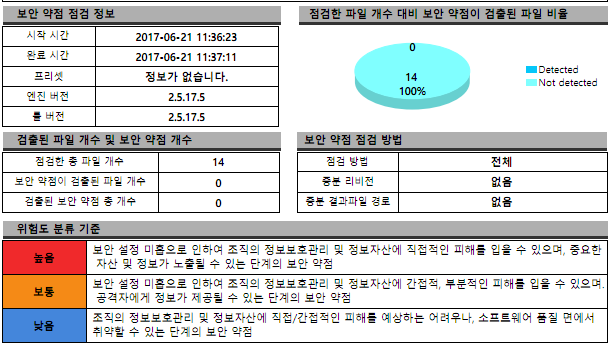 보안 약점 점검 정보
시작 시간 2017-06-21 11:36:23
완료 시간 2017-06-21 11:37:11
프리셋 정보가 없습니다.
엔진 버전 2.5.17.5
룰 버전 2.5.17.5
점검한 파일 개수 대비 보안 약점이 검출된 파일 비율
0
14
100%
Detected
Not detected
검출된 파일 개수 및 보안 약점 개수
점검한 총 파일 개수 14
보안 약점이 검출된 파일 개수 0
검출된 보안 약점 총 개수 0
보안 약점 점검 방법
점검 방법 전체
증분 리비전 없음
증분 결과파일 경로 없음
위험도 분류 기준
높음
보안 설정 미흡으로 인하여 조직의 정보보호관리 및 정보자산에 직접적인 피해를 입을 수 있으며, 중요한
자산 및 정보가 노출될 수 있는 단계의 보안 약점
보통
보안 설정 미흡으로 인하여 조직의 정보보호관리 및 정보자산에 간접적, 부분적인 피해를 입을 수 있으며.
공격자에게 정보가 제공될 수 있는 단계의 보안 약점
낮음
조직의 정보보호관리 및 정보자산에 직접/간접적인 피해를 예상하는 어려우나, 소프트웨어 품질 면에서
취약할 수 있는 단계의 보안 약점